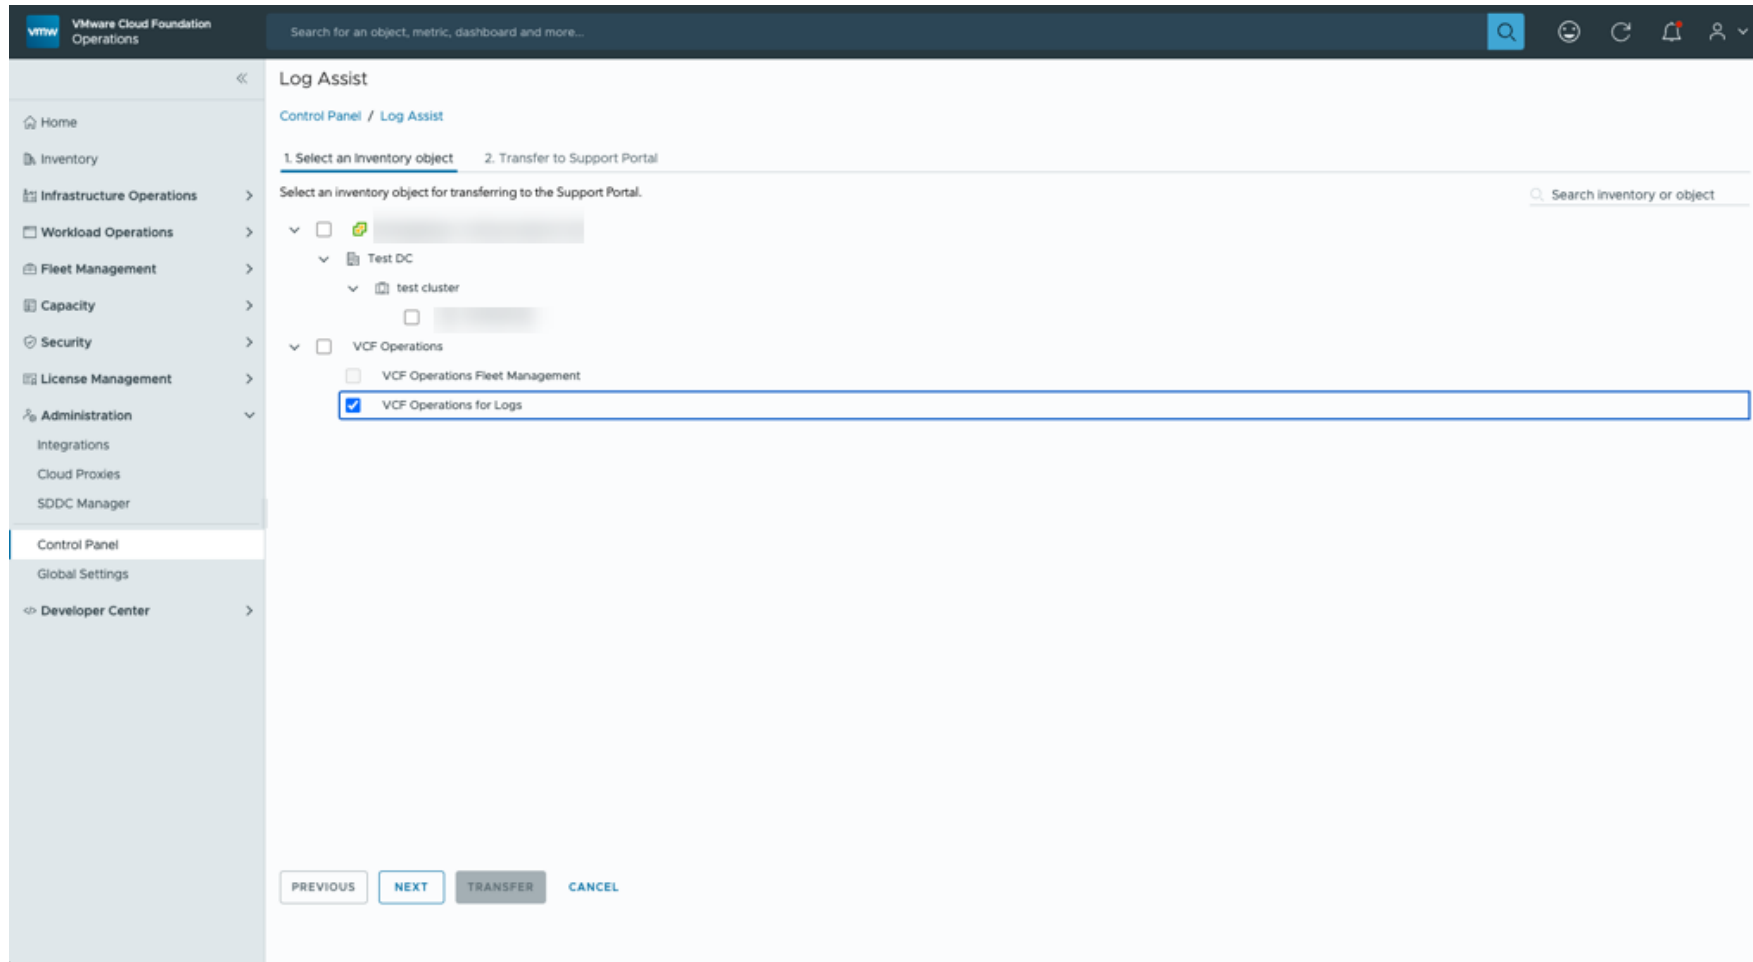 vmw
VMware Cloud Foundation
Operations
Search for an object, metric, dashboard and more...
Home
Inventory
Infrastructure Operations
Workload Operations
Fleet Management
Capacity
Security
License Management
Administration
Integrations
Cloud Proxies
SDDC Manager
Control Panel
Global Settings
Developer Center
Log Assist
Control Panel / Log Assist
1. Select an Inventory object 2. Transfer to Support Portal
Select an inventory object for transferring to the Support Portal.
Search inventory or object
Test DC
test cluster
VCF Operations
VCF Operations Fleet Management
VCF Operations for Logs
PREVIOUS NEXT TRANSFER CANCEL